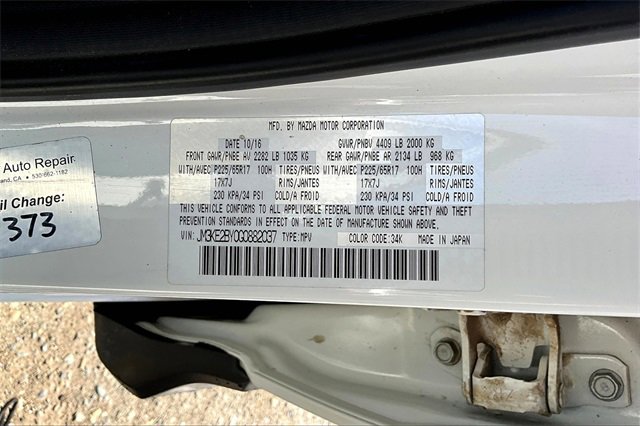 MFD. BY MAZDA MOTOR CORPORATION
DATE 10/16 GVWR/PNBV 4409 LB 2000 KG
FRONT GAWR/PNBE AV 2282 LB 1035 KG REAR GAWR/PNBE AR 2134 LB 968 KG
WITH/AVEC P225/65R17 100H TIRES/PNEUS WITH/AVEC P225/65R17 100H TIRES/PNEUS
17X7J RIMS/JANTES 17X7J RIMS/JANTES
230 KPA/34 PSI COLD/A FROID 230 KPA/34 PSI COLD/A FROID
THIS VEHICLE CONFORMS TO ALL APPLICABLE FEDERAL MOTOR VEHICLE SAFETY AND THEFT
PREVENTION STANDARDS IN EFFECT ON THE DATE OF MANUFACTURE SHOWN ABOVE.
VIN: JM3KE2BY0G0882037 TYPE: MPV COLOR CODE: 34K MADE IN JAPAN
Auto Repair
land, CA • 530/662-1182
il Change:
373